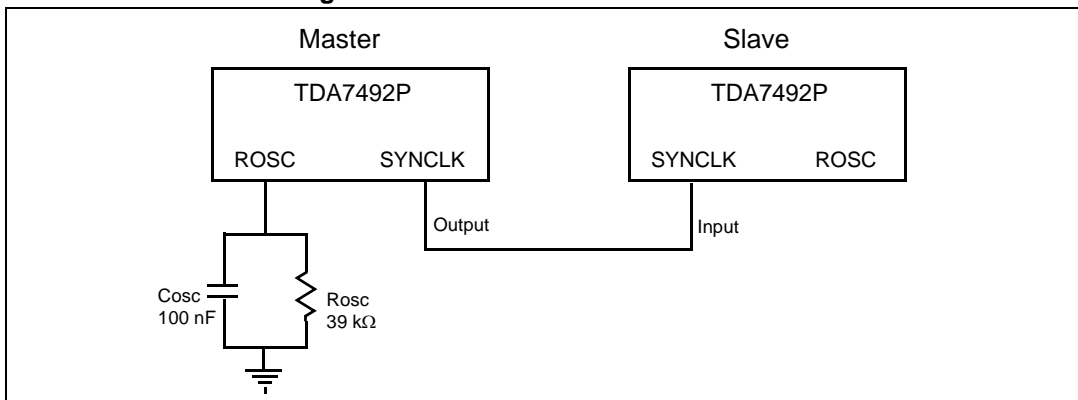 Master Slave
TDA7492P TDA7492P
ROSC SYNCLK SYNCLK ROSC
Output Input
Cosc
100 nF
Rosc
39 kΩ